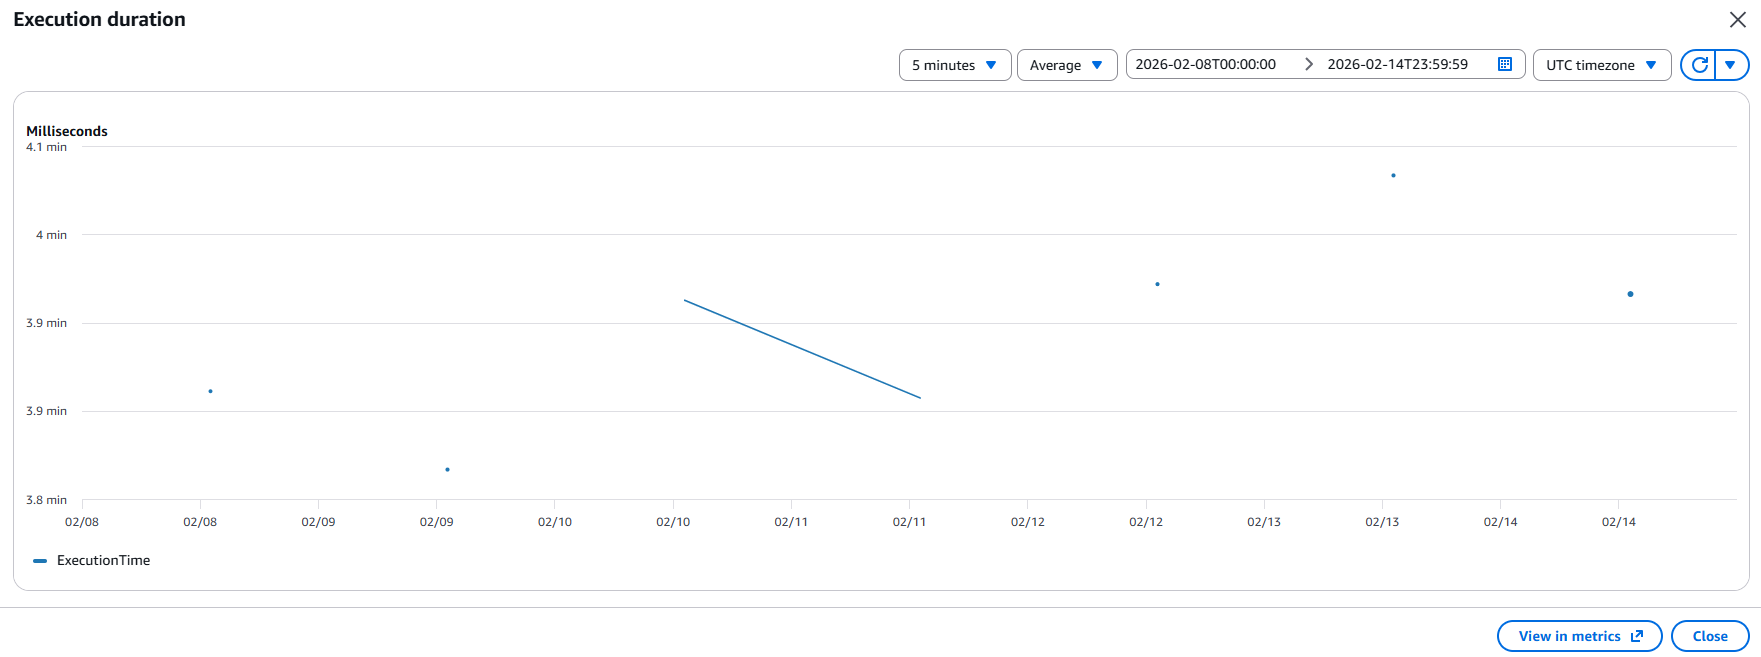 Execution duration
5 minutes
Average
2026-02-08T00:00:00
2026-02-14T23:59:59
UTC timezone
Milliseconds
4.1 min
4 min
3.9 min
3.9 min
3.8 min
02/08 02/08 02/09 02/09 02/10 02/10 02/11 02/11 02/12 02/12 02/13 02/13 02/14 02/14
ExecutionTime
View in metrics
Close